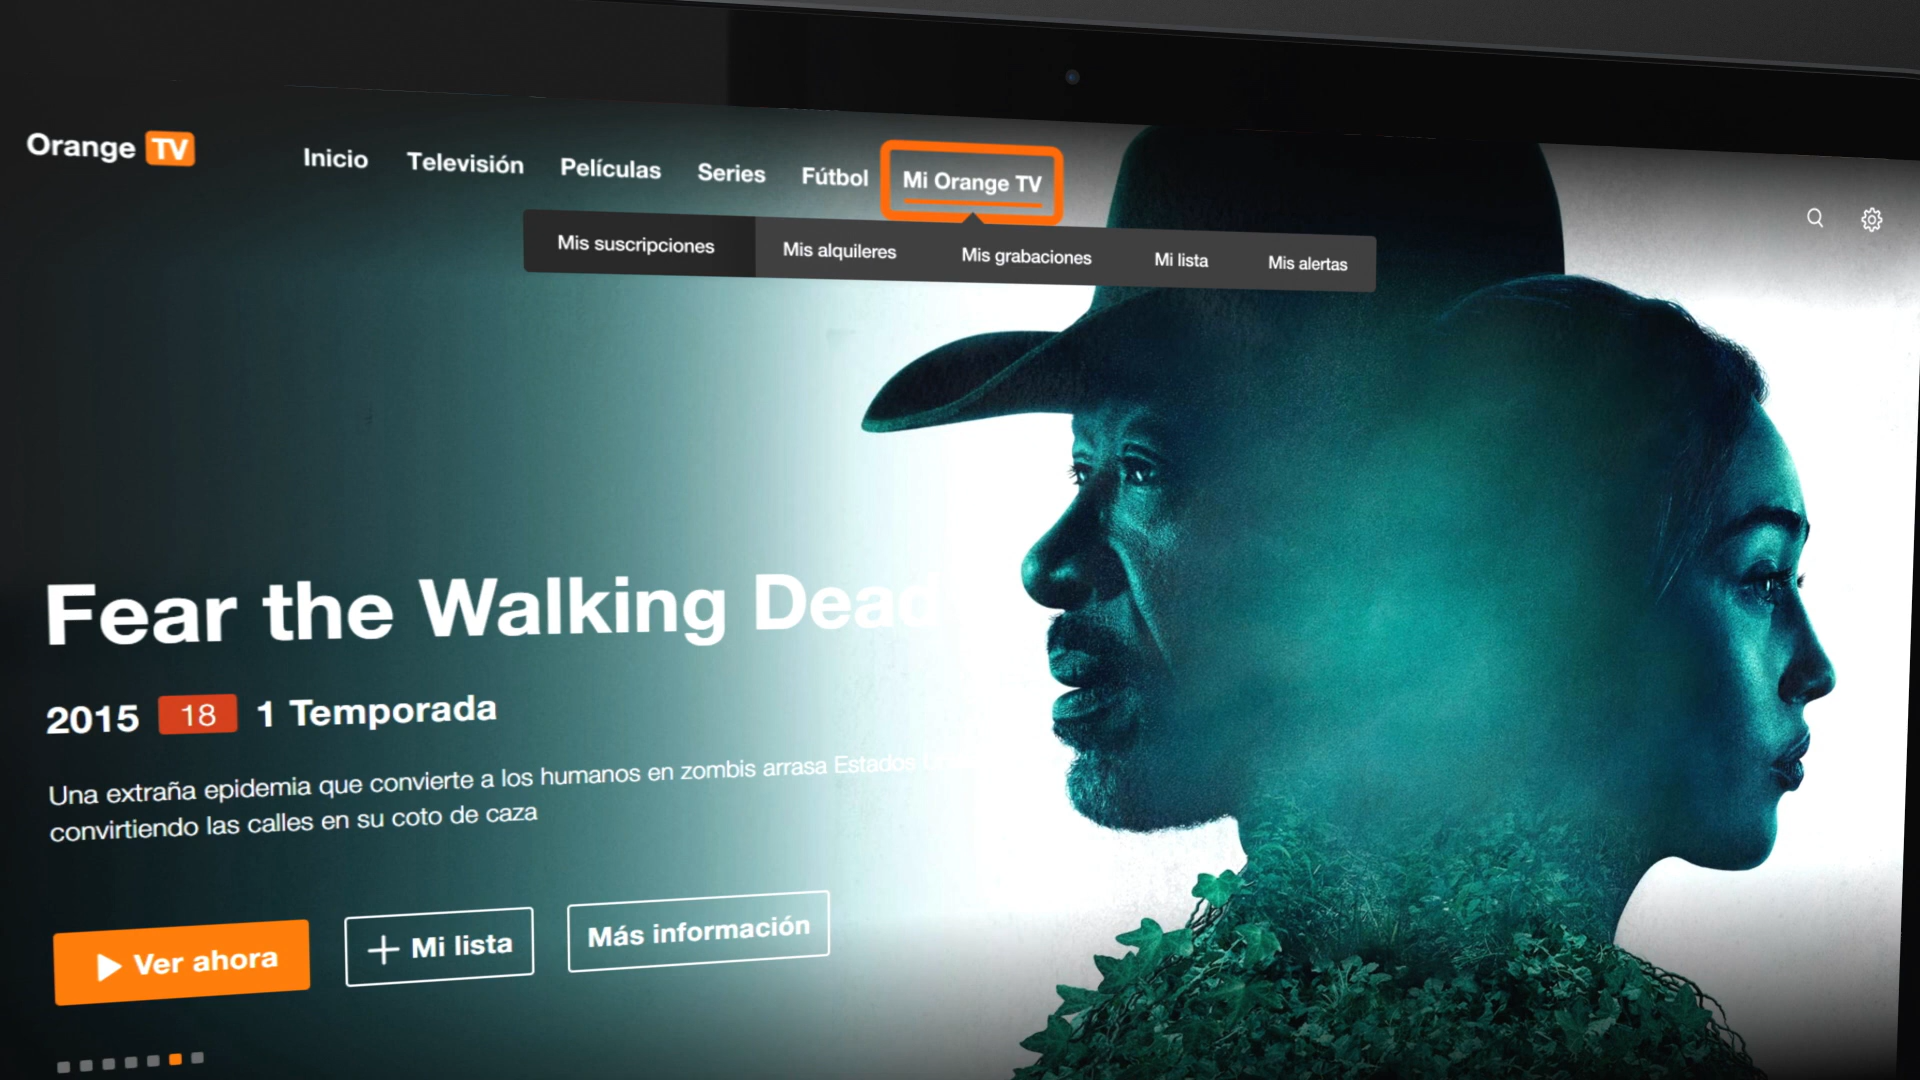 Orange TV
Inicio Televisión Películas Series Fútbol Mi Orange TV
Mis suscripciones Mis alquileres Mis grabaciones Mi lista Mis alertas
Fear the Walking Dead
2015 18 1 Temporada
Una extraña epidemia que convierte a los humanos en zombis arrasa Estados
convirtiendo las calles en su coto de caza
Ver ahora
+ Mi lista
Más información